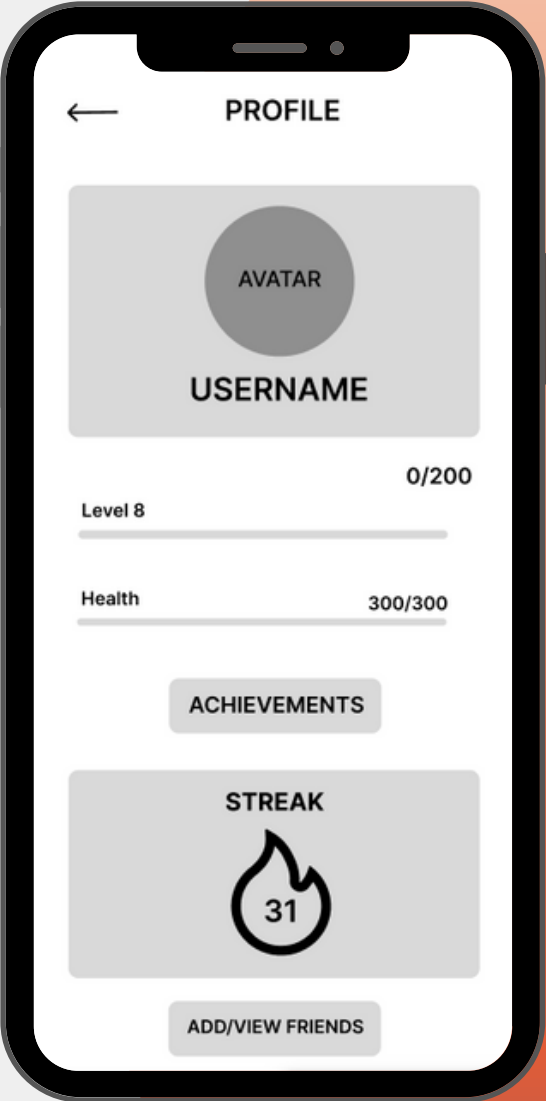 PROFILE
AVATAR
USERNAME
0/200
Level 8
Health 300/300
ACHIEVEMENTS
STREAK
31
ADD/VIEW FRIENDS